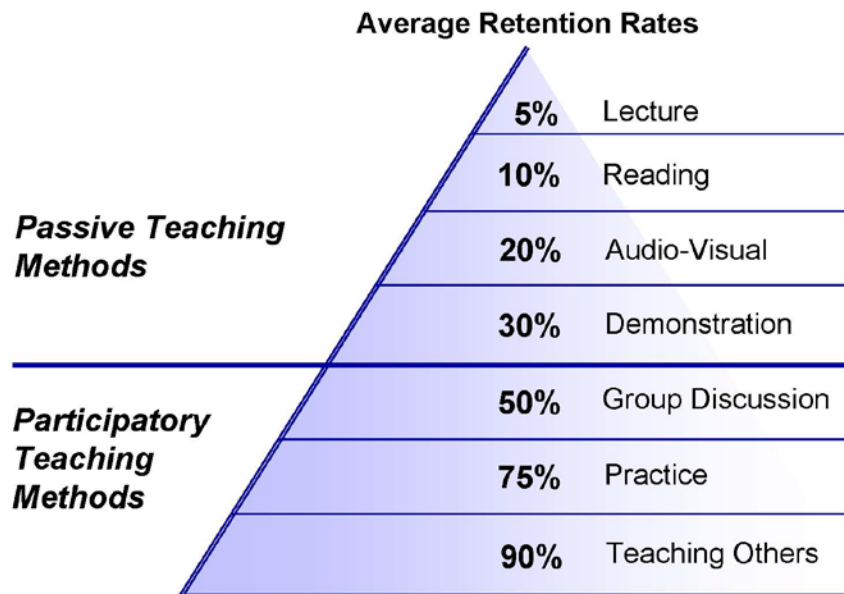 Average Retention Rates
5% Lecture
10% Reading
Passive Teaching
Methods
20% Audio-Visual
30% Demonstration
50% Group Discussion
Participatory
Teaching
Methods
75% Practice
90% Teaching Others